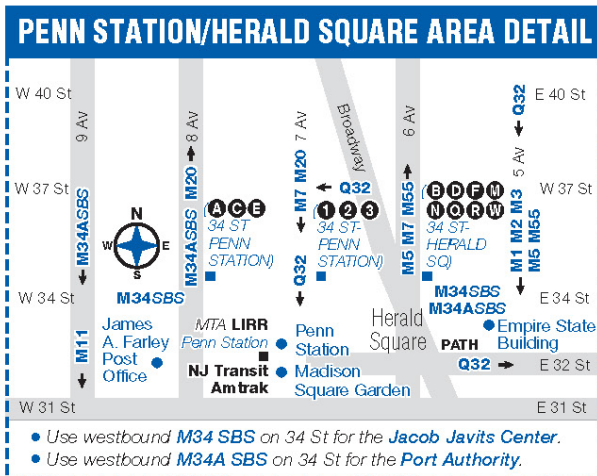 PENN STATION/HERALD SQUARE AREA DETAIL
W 40 St
E 40 St
9 Av
8 Av
7 Av
Broadway
6 Av
5 Av
Q32
M20
M7 M20
Q32
W 37 St
W 37 St
A C E
1 2 3
B D F M
N Q R W
(34 ST
PENN
STATION)
(34 ST-
PENN
STATION)
(34 ST-
HERALD
SQ)
M34ASBS
M34ASBS
Q32
M5 M7 M55
M1 M2 M3
M5 M55
N
W E
S
M34SBS
M34SBS
M34ASBS
W 34 St
E 34 St
M11
James
A. Farley
Post
Office
MTA LIRR
Penn Station
NJ Transit
Amtrak
Penn
Station
Madison
Square Garden
Herald
Square
PATH
Empire State
Building
Q32
E 32 St
W 31 St
E 31 St
• Use westbound M34 SBS on 34 St for the Jacob Javits Center.
• Use westbound M34A SBS on 34 St for the Port Authority.